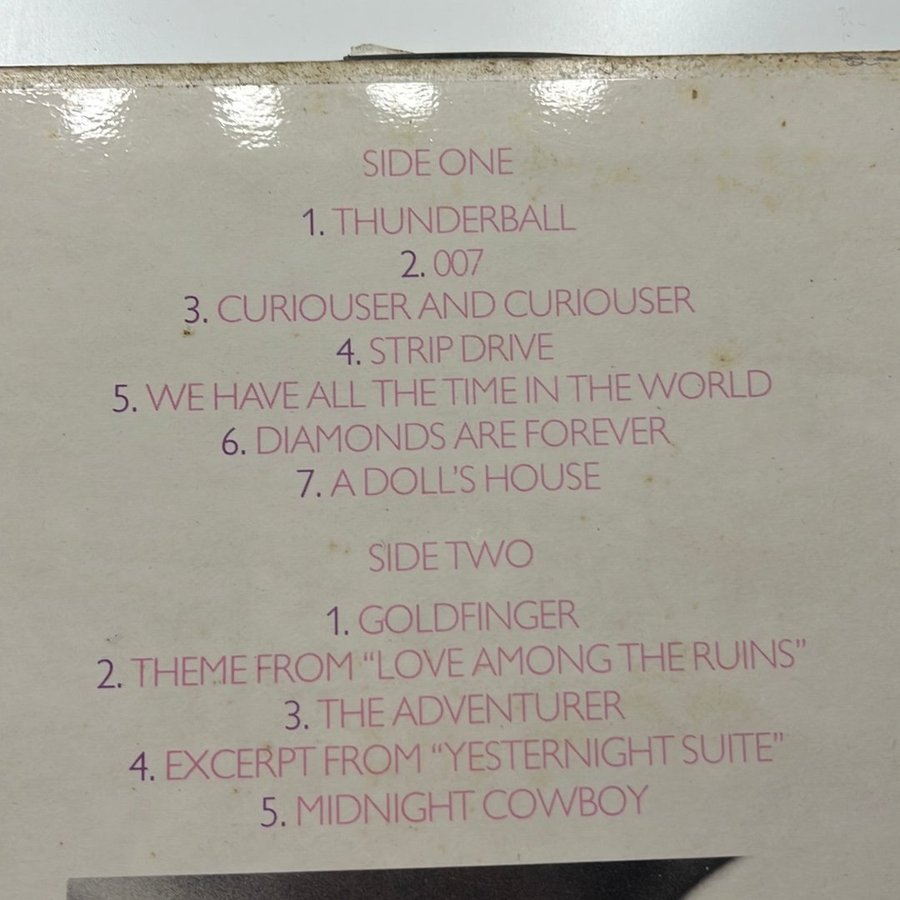 SIDE ONE
1. THUNDERBALL
2. 007
3. CURIOUSER AND CURIOUSER
4. STRIP DRIVE
5. WE HAVE ALL THE TIME IN THE WORLD
6. DIAMONDS ARE FOREVER
7. A DOLL'S HOUSE
SIDE TWO
1. GOLDFINGER
2. THEME FROM “LOVE AMONG THE RUINS”
3. THE ADVENTURER
4. EXCERPT FROM “YESTERNIGHT SUITE”
5. MIDNIGHT COWBOY